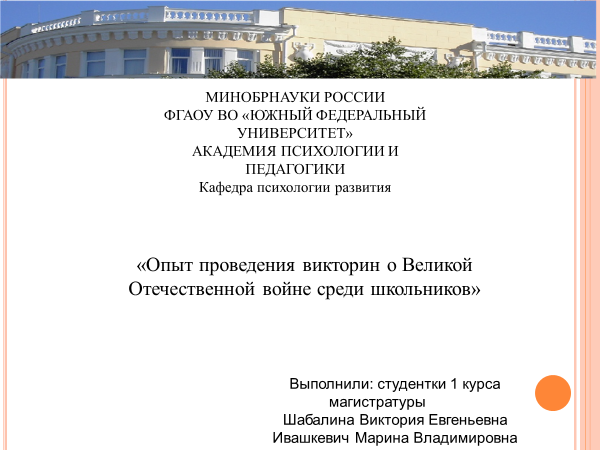 МИНОБРНАУКИ РОССИИ
ФГАОУ ВО «ЮЖНЫЙ ФЕДЕРАЛЬНЫЙ
УНИВЕРСИТЕТ»
АКАДЕМИЯ ПСИХОЛОГИИ И
ПЕДАГОГИКИ
Кафедра психологии развития
«Опыт проведения викторин о Великой
Отечественной войне среди школьников»
Выполнили: студентки 1 курса
магистратуры
Шабалина Виктория Евгеньевна
Ивашкевич Марина Владимировна